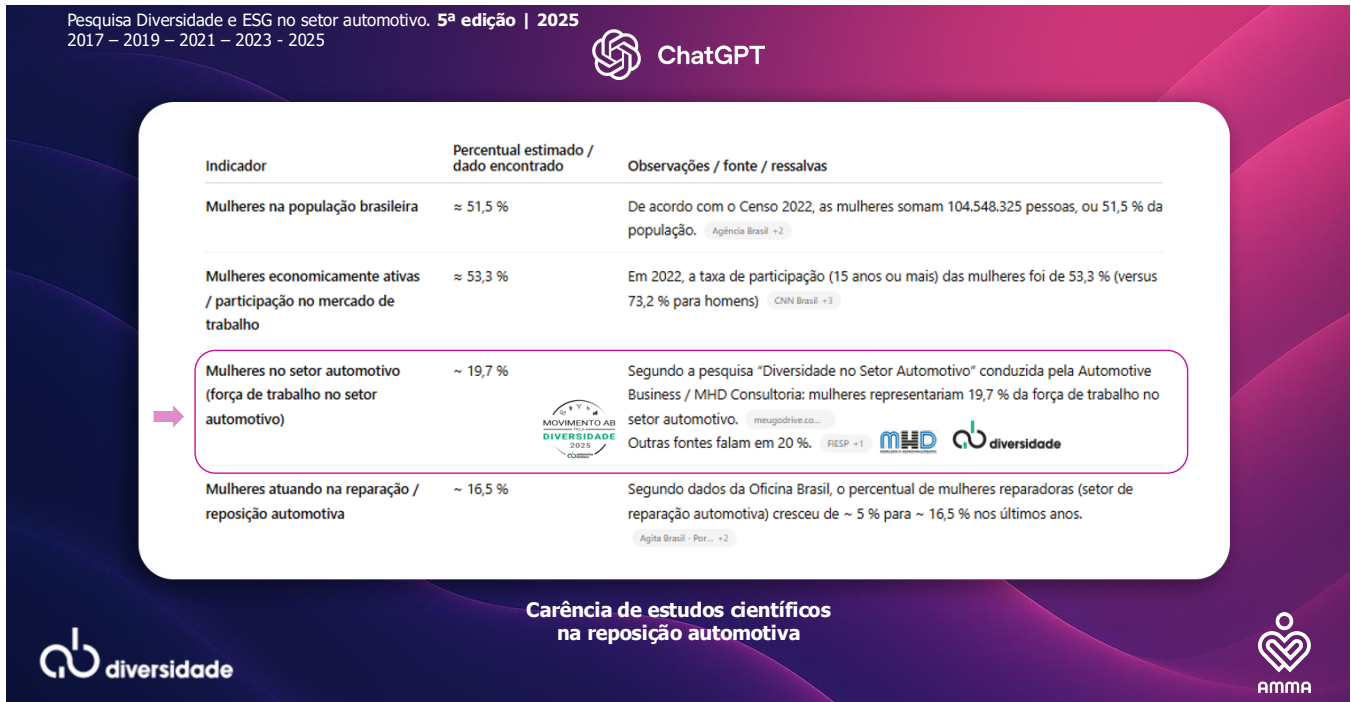 Pesquisa Diversidade e ESG no setor automotivo. 5ª edição | 2025
2017 – 2019 – 2021 – 2023 - 2025
ChatGPT
Indicador
Percentual estimado /
dado encontrado
Observações / fonte / ressalvas
Mulheres na população brasileira
≈ 51,5 %
De acordo com o Censo 2022, as mulheres somam 104.548.325 pessoas, ou 51,5 % da
população. Agência Brasil +2
Mulheres economicamente ativas
/ participação no mercado de
trabalho
≈ 53,3 %
Em 2022, a taxa de participação (15 anos ou mais) das mulheres foi de 53,3 % (versus
73,2 % para homens) CNN Brasil +3
Mulheres no setor automotivo
(força de trabalho no setor
automotivo)
~ 19,7 %
MOVIMENTO AB
PELA
DIVERSIDADE
2025
Segundo a pesquisa “Diversidade no Setor Automotivo” conduzida pela Automotive
Business / MHD Consultoria: mulheres representariam 19,7 % da força de trabalho no
setor automotivo. meugodrive.co...
Outras fontes falam em 20 %. FIESP +1 MHD diversidade
Mulheres atuando na reparação /
reposição automotiva
~ 16,5 %
Segundo dados da Oficina Brasil, o percentual de mulheres reparadoras (setor de
reparação automotiva) cresceu de ~ 5 % para ~ 16,5 % nos últimos anos.
Agita Brasil - Por... +2
Carência de estudos científicos
na reposição automotiva
diversidade
AMMA